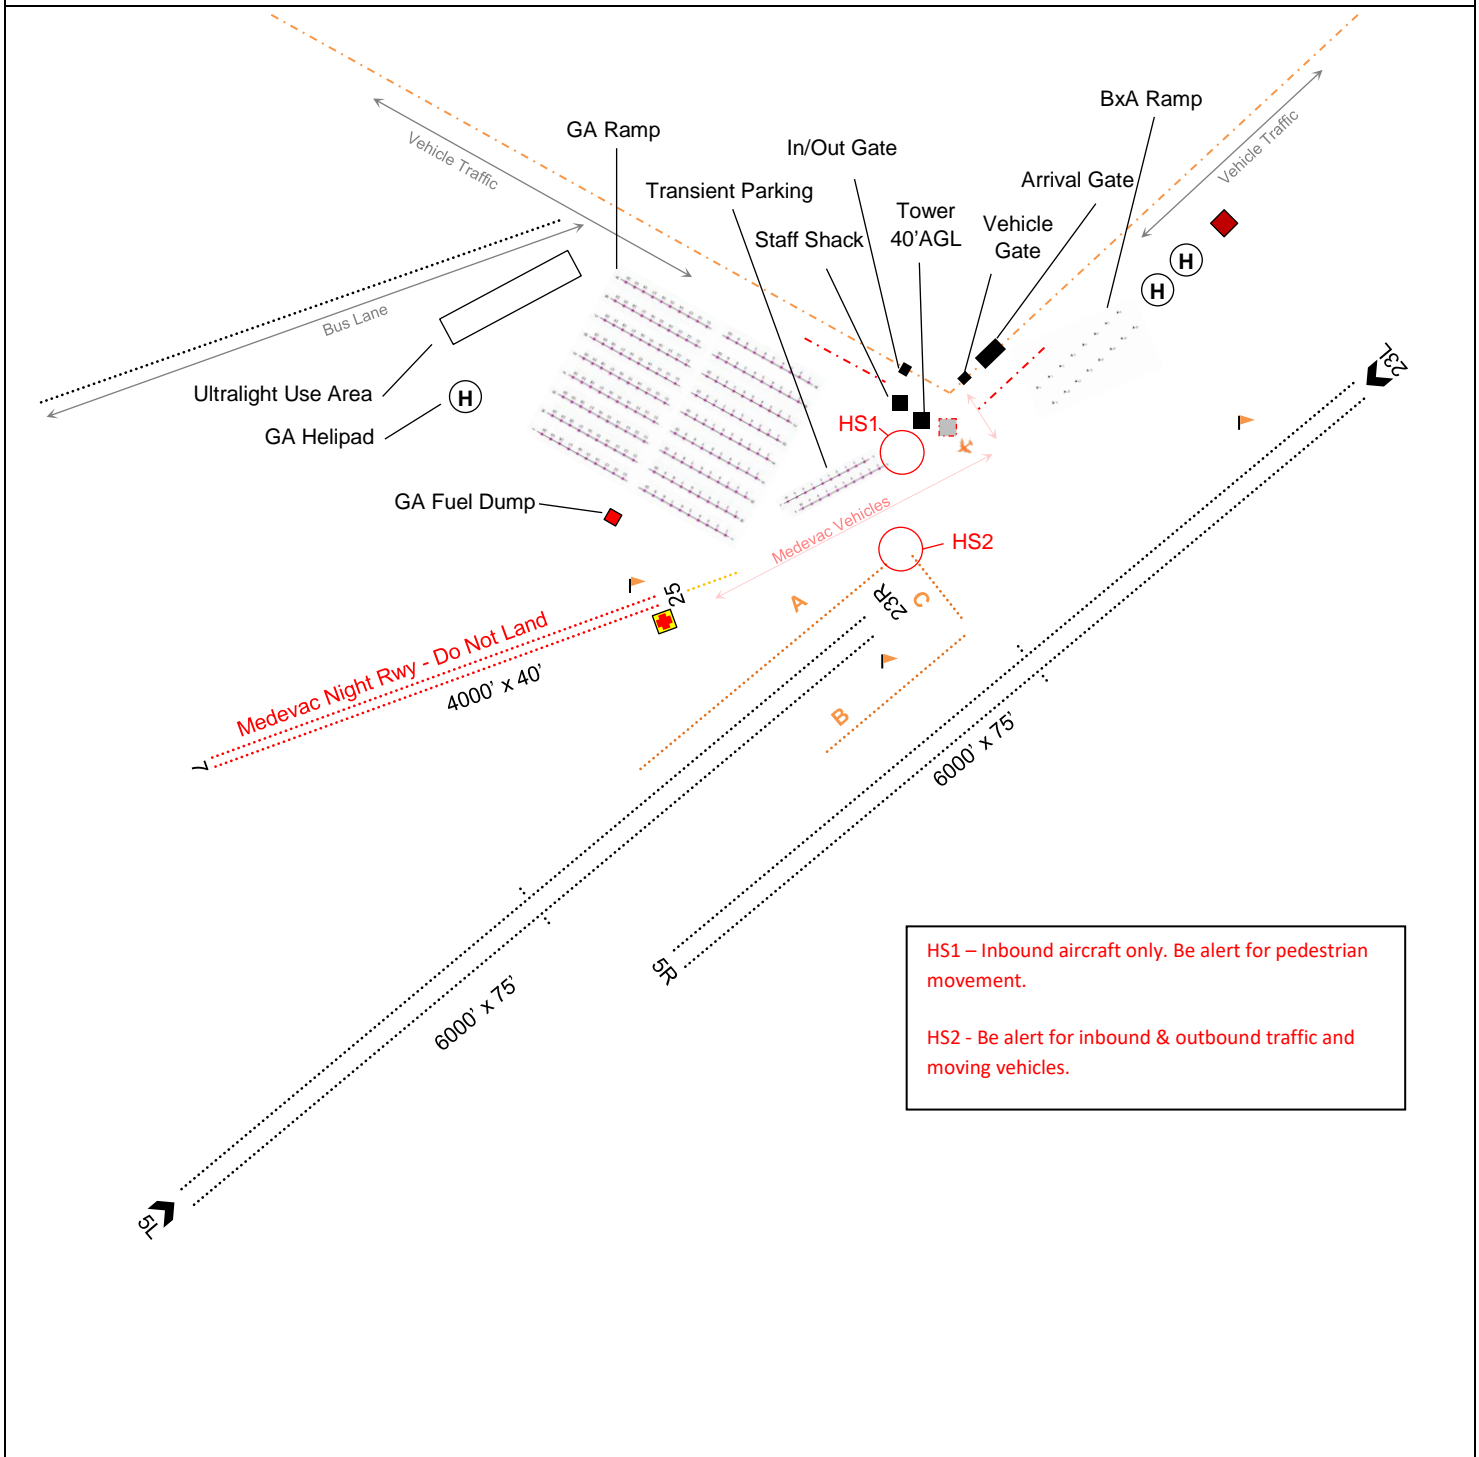 BxA Ramp
GA Ramp
In/Out Gate
Vehicle Traffic
Vehicle Traffic
Arrival Gate
Transient Parking
Tower
40’AGL
Vehicle
Gate
Staff Shack
H
H
Bus Lane
23L
Ultralight Use Area
H
HS1
GA Helipad
GA Fuel Dump
Medevac Vehicles
HS2
25
A
23R
C
Medevac Night Rwy - Do Not Land
4000’ x 40’
B
7
6000’ x 75’
5R
6000’ x 75’
HS1 – Inbound aircraft only. Be alert for pedestrian
movement.
HS2 - Be alert for inbound & outbound traffic and
moving vehicles.
5L